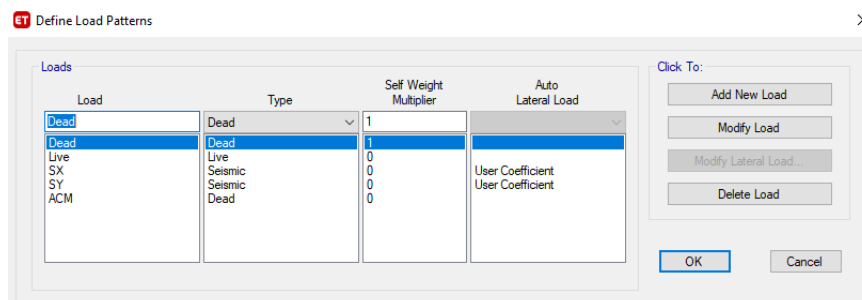 ET Define Load Patterns
Loads
Click To:
Load Type Self Weight Multiplier Auto Lateral Load
Dead Dead 1
Dead Dead 1
Live Live 0
SX Seismic 0 User Coefficient
SY Seismic 0 User Coefficient
ACM Dead 0
Add New Load
Modify Load
Modify Lateral Load...
Delete Load
OK Cancel